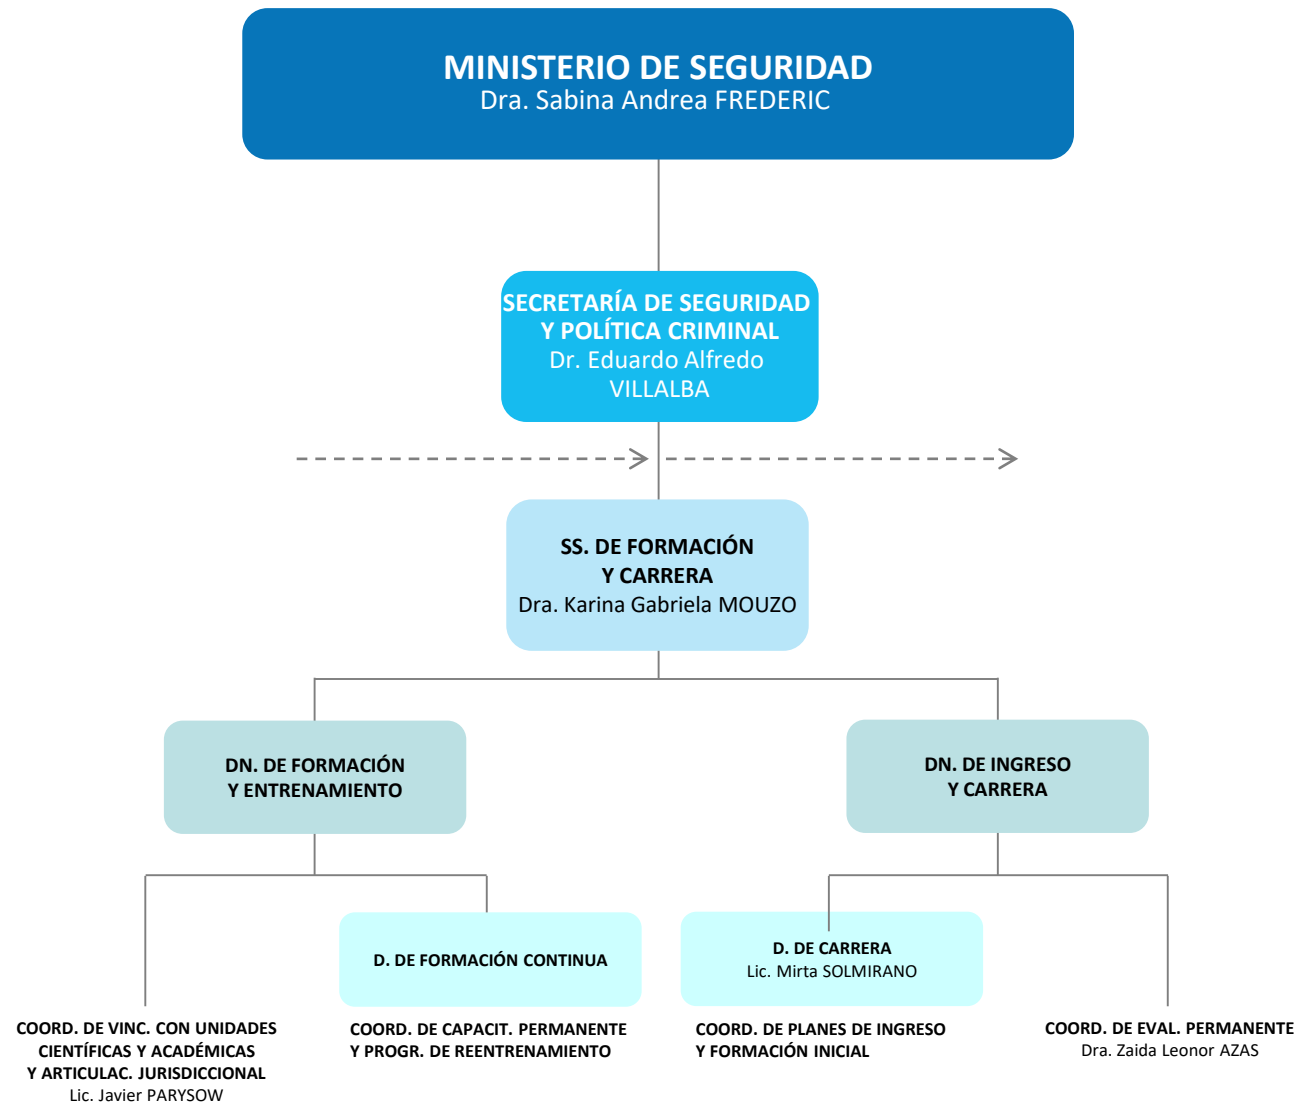 MINISTERIO DE SEGURIDAD
Dra. Sabina Andrea FREDERIC
SECRETARÍA DE SEGURIDAD
Y POLÍTICA CRIMINAL
Dr. Eduardo Alfredo
VILLALBA
SS. DE FORMACIÓN
Y CARRERA
Dra. Karina Gabriela MOUZO
DN. DE FORMACIÓN
Y ENTRENAMIENTO
DN. DE INGRESO
Y CARRERA
D. DE FORMACIÓN CONTINUA
D. DE CARRERA
Lic. Mirta SOLMIRANO
COORD. DE VINC. CON UNIDADES
CIENTÍFICAS Y ACADÉMICAS
Y ARTICULAC. JURISDICCIONAL
Lic. Javier PARYSOW
COORD. DE CAPACIT. PERMANENTE
Y PROGR. DE REENTRENAMIENTO
COORD. DE PLANES DE INGRESO
Y FORMACIÓN INICIAL
COORD. DE EVAL. PERMANENTE
Dra. Zaida Leonor AZAS